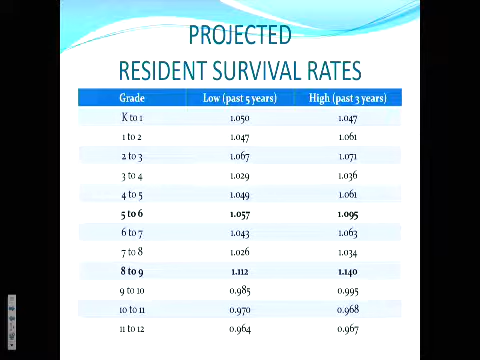 PROJECTED
RESIDENT SURVIVAL RATES
Grade Low (past 5 years) High (past 3 years)
K to 1 1.050 1.047
1 to 2 1.047 1.061
2 to 3 1.067 1.071
3 to 4 1.029 1.036
4 to 5 1.049 1.061
5 to 6 1.057 1.095
6 to 7 1.043 1.063
7 to 8 1.026 1.034
8 to 9 1.112 1.140
9 to 10 0.985 0.995
10 to 11 0.970 0.968
11 to 12 0.964 0.967